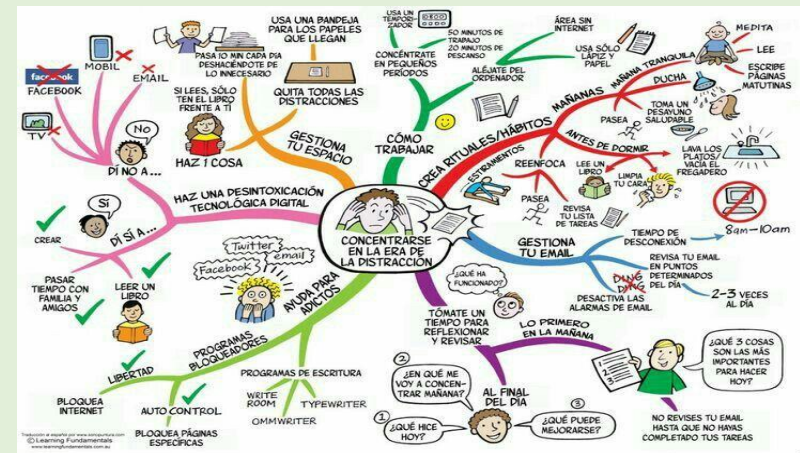 CONCENTRARSE
EN LA ERA DE
LA DISTRACCIÓN
CÓMO
TRABAJAR
CONCÉNTRATE
EN PEQUEÑOS
PERÍODOS
USA UN
TEMPORI-
ZADOR
50 MINUTOS DE
TRABAJO
20 MINUTOS DE
DESCANSO
ALÉJATE DEL
ORDENADOR
ÁREA SIN
INTERNET
USA SÓLO
LÁPIZ Y
PAPEL
CREA RITUALES/HÁBITOS
MAÑANAS
MAÑANA TRANQUILA
MEDITA
LEE
ESCRIBE
PÁGINAS
MATUTINAS
DUCHA
TOMA UN
DESAYUNO
SALUDABLE
PASEA
ANTES DE DORMIR
LAVA LOS
PLATOS/
VACÍA EL
FREGADERO
LIMPIA
TU CARA
LEE UN
LIBRO
REENFOCA
PASEA
REVISA
TU LISTA
DE TAREAS
ESTIRAMIENTOS
GESTIONA
TU EMAIL
TIEMPO DE
DESCONEXIÓN
8am-10am
REVISA TU EMAIL
EN PUNTOS
DETERMINADOS
DEL DÍA
2-3 VECES
AL DÍA
DING
DING
DESACTIVA LAS
ALARMAS DE EMAIL
TÓMATE UN
TIEMPO PARA
REFLEXIONAR
Y REVISAR
¿QUÉ HA
FUNCIONADO?
LO PRIMERO
EN LA MAÑANA
1
2
3
¿QUÉ 3 COSAS
SON LAS MÁS
IMPORTANTES
PARA HACER
HOY?
NO REVISES TU EMAIL
HASTA QUE NO HAYAS
COMPLETADO TUS TAREAS
AL FINAL
DEL DÍA
1
¿QUÉ HICE
HOY?
2
¿EN QUÉ ME
VOY A CONCEN-
TRAR MAÑANA?
3
¿QUÉ PUEDE
MEJORARSE?
AYUDA PARA
ADICTOS
Twitter
email
Facebook
PROGRAMAS DE ESCRITURA
WRITE
ROOM
OMMWRITER
TYPEWRITER
PROGRAMAS
BLOQUEADORES
LIBERTAD
BLOQUEA
INTERNET
AUTO CONTROL
BLOQUEA PÁGINAS
ESPECÍFICAS
HAZ UNA DESINTOXICACIÓN
TECNOLÓGICA DIGITAL
DÍ SÍ A...
Sí
CREAR
PASAR
TIEMPO CON
FAMILIA Y
AMIGOS
LEER UN
LIBRO
DÍ NO A...
No
TV
facebook
FACEBOOK
MOBIL
EMAIL
GESTIONA
TU ESPACIO
HAZ 1 COSA
SI LEES, SÓLO
TEN EL LIBRO
FRENTE A TÍ
PASA 10 MIN CADA DÍA
DESHACIÉNDOTE DE
LO INNECESARIO
USA UNA BANDEJA
PARA LOS PAPELES
QUE LLEGAN
QUITA TODAS LAS
DISTRACCIONES
© Learning Fundamentals
www.learningfundamentals.com.au